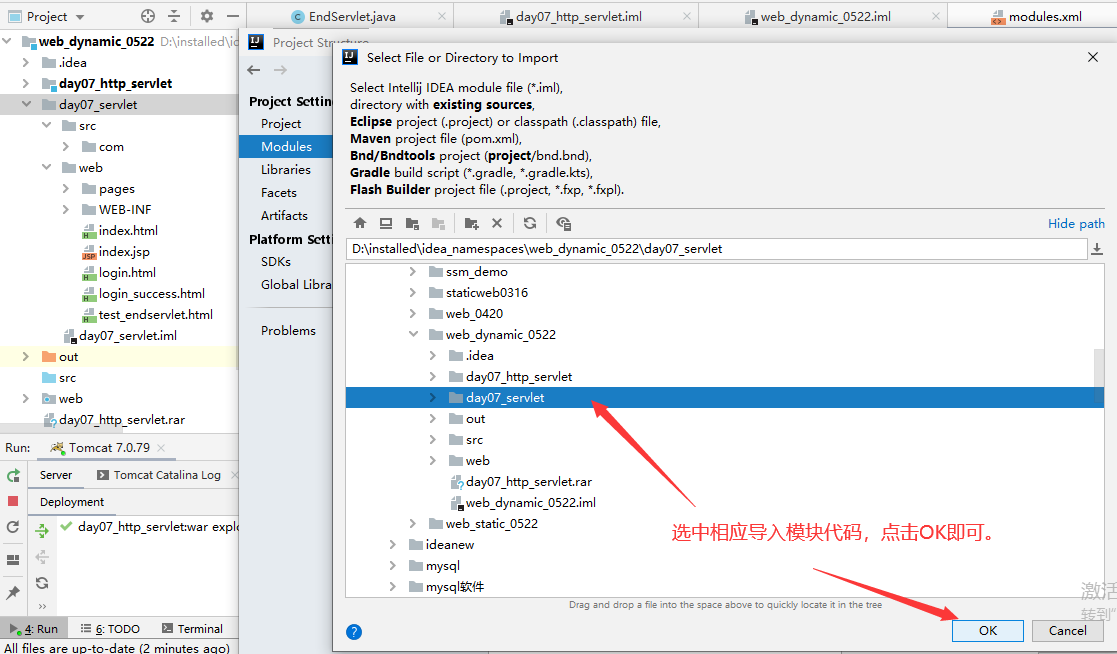 Project
EndServlet.java
day07_http_servlet.iml
web_dynamic_0522.iml
modules.xml
web_dynamic_0522 D:\installed\id
.idea
day07_http_servlet
day07_servlet
src
com
web
pages
WEB-INF
index.html
index.jsp
login.html
login_success.html
test_endservlet.html
day07_servlet.iml
out
src
web
day07_http_servlet.rar
Run: Tomcat 7.0.79
Server
Tomcat Catalina Log
Deployment
day07_http_servlet:war explo
4: Run
6: TODO
Terminal
All files are up-to-date (2 minutes ago)
Project Structure
Project Settin
Project
Modules
Libraries
Facets
Artifacts
Platform Setti
SDKs
Global Libra
Problems
Select File or Directory to Import
Select Intellij IDEA module file (*.iml),
directory with existing sources,
Eclipse project (.project) or classpath (.classpath) file,
Maven project file (pom.xml),
Bnd/Bndtools project (project/bnd.bnd),
Gradle build script (*.gradle, *.gradle.kts),
Flash Builder project file (.project, *.fxp, *.fxpl).
Hide path
D:\installed\idea_namespaces\web_dynamic_0522\day07_servlet
ssm_demo
staticweb0316
web_0420
web_dynamic_0522
.idea
day07_http_servlet
day07_servlet
out
src
web
day07_http_servlet.rar
web_dynamic_0522.iml
web_static_0522
ideanew
mysql
mysql软件
选中相应导入模块代码，点击OK即可。
Drag and drop a file into the space above to quickly locate it in the tree
激活
转到"
?
OK
Cancel